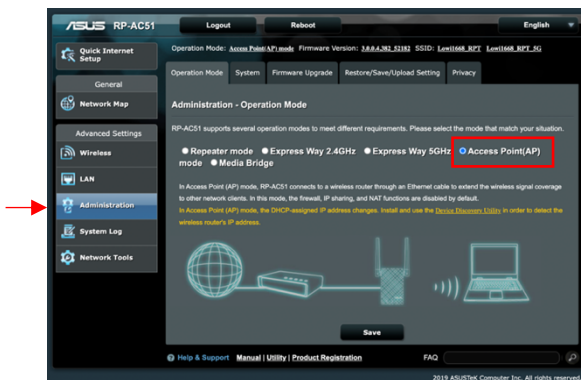 ASUS RP-AC51
Logout
Reboot
English
Quick Internet
Setup
Operation Mode: Access Point(AP) mode Firmware Version: 3.0.0.4.382_52182 SSID: Lowi1668_RPT Lowi1668_RPT_5G
Operation Mode
System
Firmware Upgrade
Restore/Save/Upload Setting
Privacy
General
Network Map
Advanced Settings
Wireless
LAN
Administration
System Log
Network Tools
Administration - Operation Mode
RP-AC51 supports several operation modes to meet different requirements. Please select the mode that match your situation.
Repeater mode Express Way 2.4GHz Express Way 5GHz Access Point(AP)
mode Media Bridge
In Access Point (AP) mode, RP-AC51 connects to a wireless router through an Ethernet cable to extend the wireless signal coverage
to other network clients. In this mode, the firewall, IP sharing, and NAT functions are disabled by default.
In Access Point (AP) mode, the DHCP-assigned IP address changes. Install and use the Device Discovery Utility in order to detect the
wireless router's IP address.
Save
Help & Support Manual | Utility | Product Registration
FAQ
2019 ASUSTeK Computer Inc. All rights reserved.